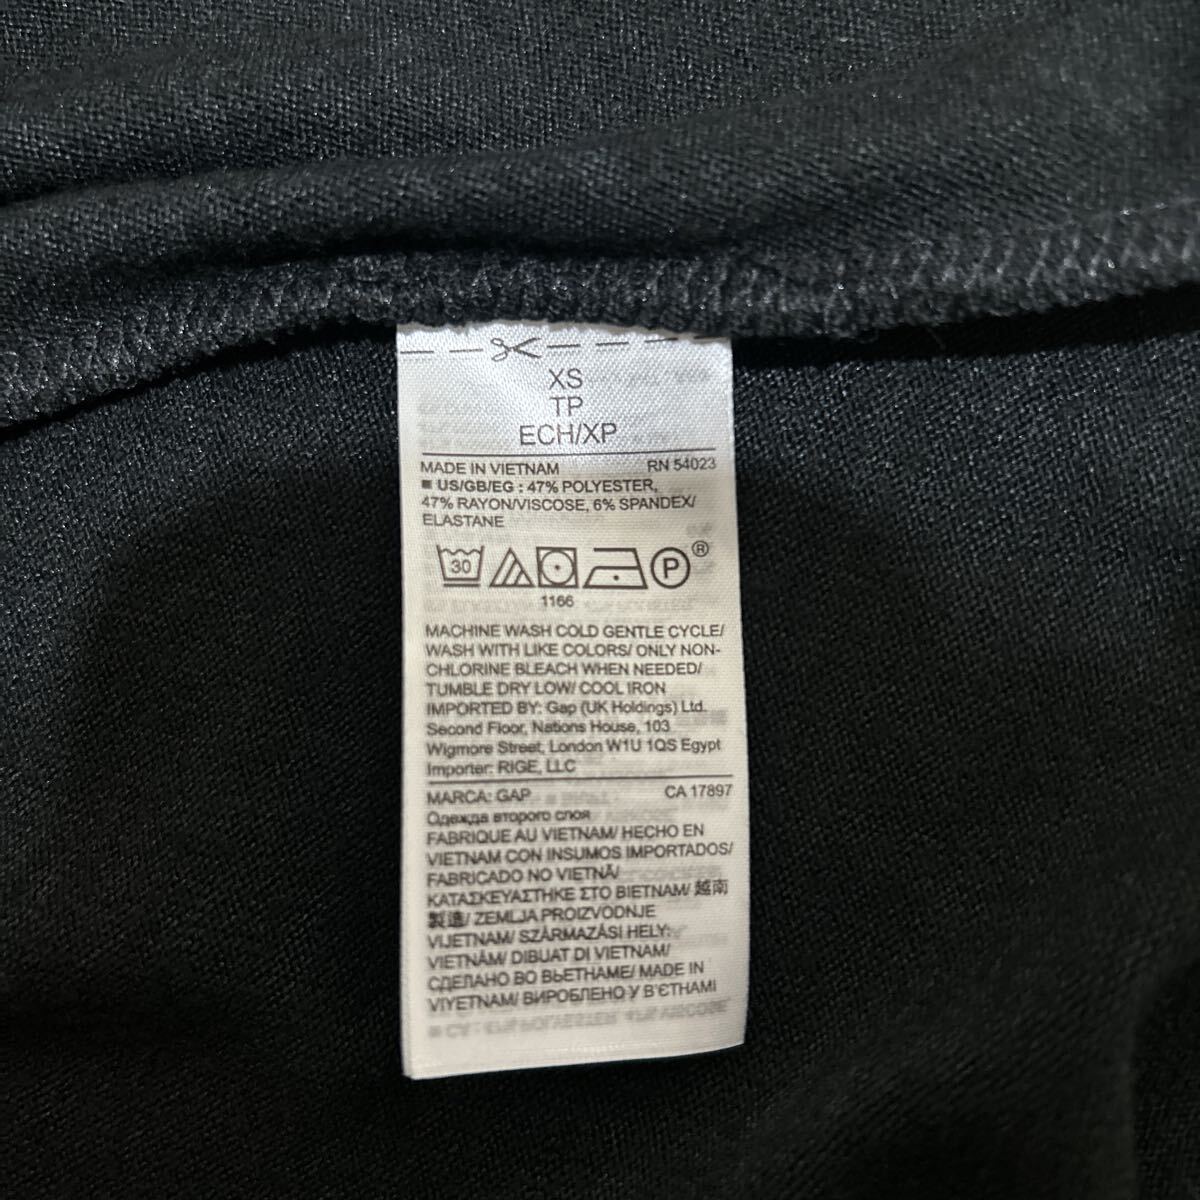 XS
TP
ECH/XP
MADE IN VIETNAM RN 54023
■ US/GB/EG : 47% POLYESTER,
47% RAYON/VISCOSE, 6% SPANDEX/
ELASTANE
30 P ®
1166
MACHINE WASH COLD GENTLE CYCLE/
WASH WITH LIKE COLORS/ ONLY NON-
CHLORINE BLEACH WHEN NEEDED/
TUMBLE DRY LOW/ COOL IRON
IMPORTED BY: Gap (UK Holdings) Ltd.
Second Floor, Nations House, 103
Wigmore Street, London W1U 1QS Egypt
Importer: RIGE, LLC
MARCA: GAP CA 17897
Одежда второго слоя
FABRIQUE AU VIETNAM/ HECHO EN
VIETNAM CON INSUMOS IMPORTADOS/
FABRICADO NO VIETNÃ/
ΚΑΤΑΣΚΕΥΑΣΤΗΚΕ ΣΤΟ ΒΙΕΤΝΑΜ/ 越南
製造/ ZEMLJA PROIZVODNJE
VIJETNAM/ SZÁRMAZÁSI HELY:
VIETNÁM/ DIBUAT DI VIETNAM/
СДЕЛАНО ВО ВЬЕТНАМЕ/ MADE IN
VIYETNAM/ ВИРОБЛЕНО У В'ЄТНАМІ